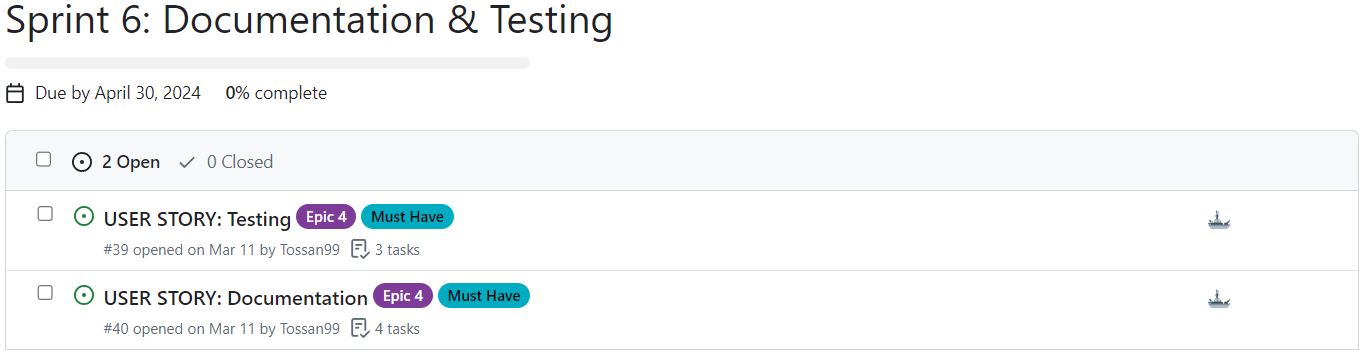 Sprint 6: Documentation & Testing
Due by April 30, 2024 0% complete
2 Open 0 Closed
USER STORY: Testing Epic 4 Must Have
#39 opened on Mar 11 by Tossan99 3 tasks
USER STORY: Documentation Epic 4 Must Have
#40 opened on Mar 11 by Tossan99 4 tasks